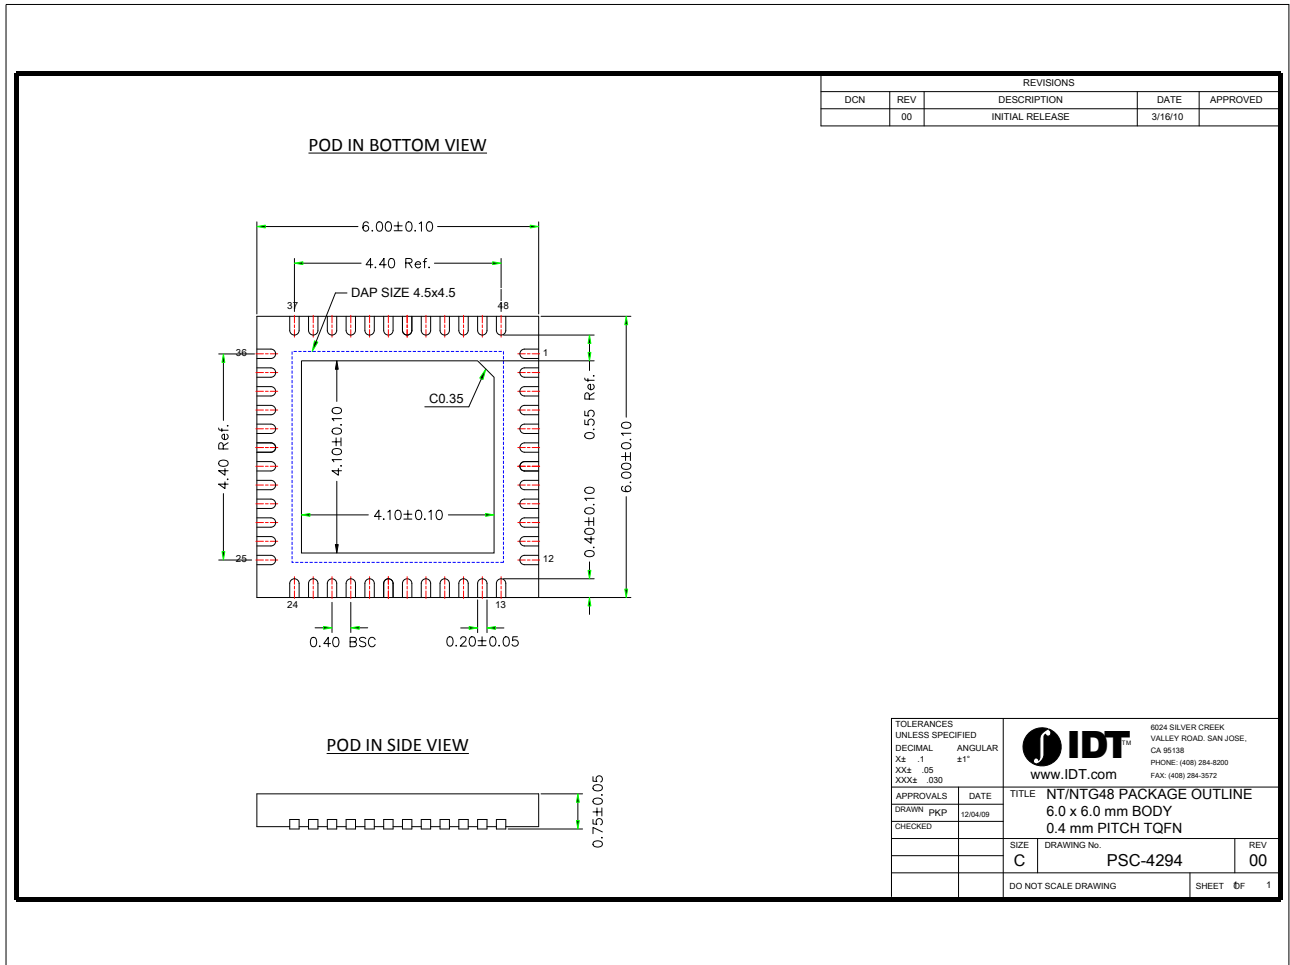 REVISIONS
DCN REV DESCRIPTION DATE APPROVED
00 INITIAL RELEASE 3/16/10
POD IN BOTTOM VIEW
6.00±0.10
4.40 Ref.
DAP SIZE 4.5x4.5
37 48
36 1
C0.35
0.55 Ref.
4.10±0.10
4.40 Ref.
6.00±0.10
4.10±0.10
0.40±0.10
25 12
24 13
0.40 BSC 0.20±0.05
POD IN SIDE VIEW
0.75±0.05
TOLERANCES
UNLESS SPECIFIED
DECIMAL ANGULAR
X± .1 ±1°
XX± .05
XXX± .030
IDT TM
www.IDT.com
6024 SILVER CREEK
VALLEY ROAD. SAN JOSE,
CA 95138
PHONE: (408) 284-8200
FAX: (408) 284-3572
APPROVALS DATE
DRAWN PKP 12/04/09
CHECKED
TITLE NT/NTG48 PACKAGE OUTLINE
6.0 x 6.0 mm BODY
0.4 mm PITCH TQFN
SIZE DRAWING No. REV
C PSC-4294 00
DO NOT SCALE DRAWING SHEET OF 1